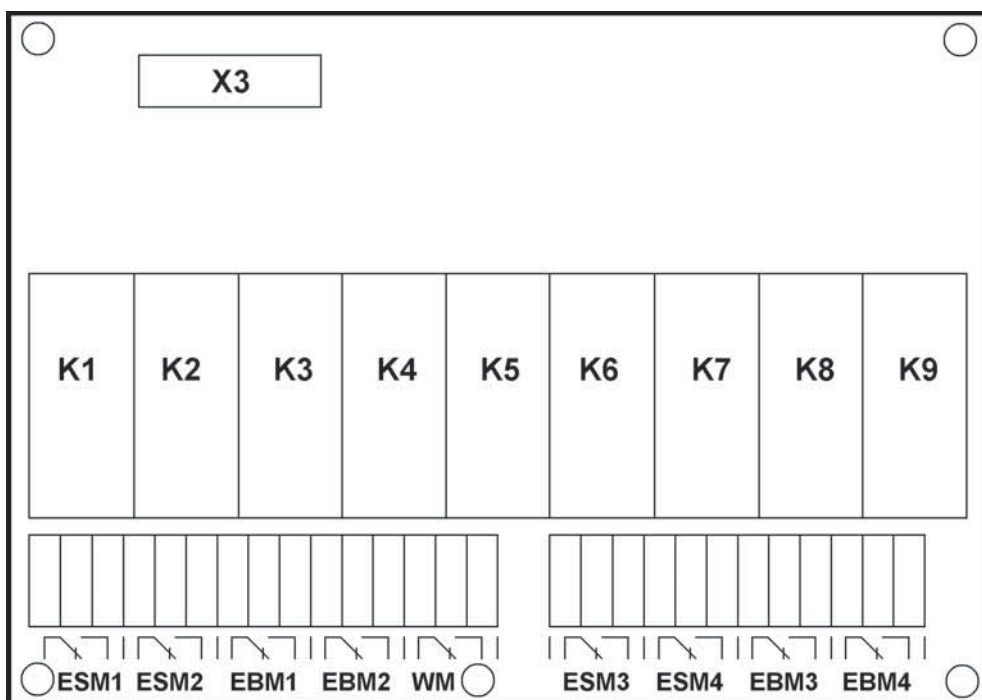 X3
K1 K2 K3 K4 K5 K6 K7 K8 K9
ESM1 ESM2 EBM1 EBM2 WM ESM3 ESM4 EBM3 EBM4